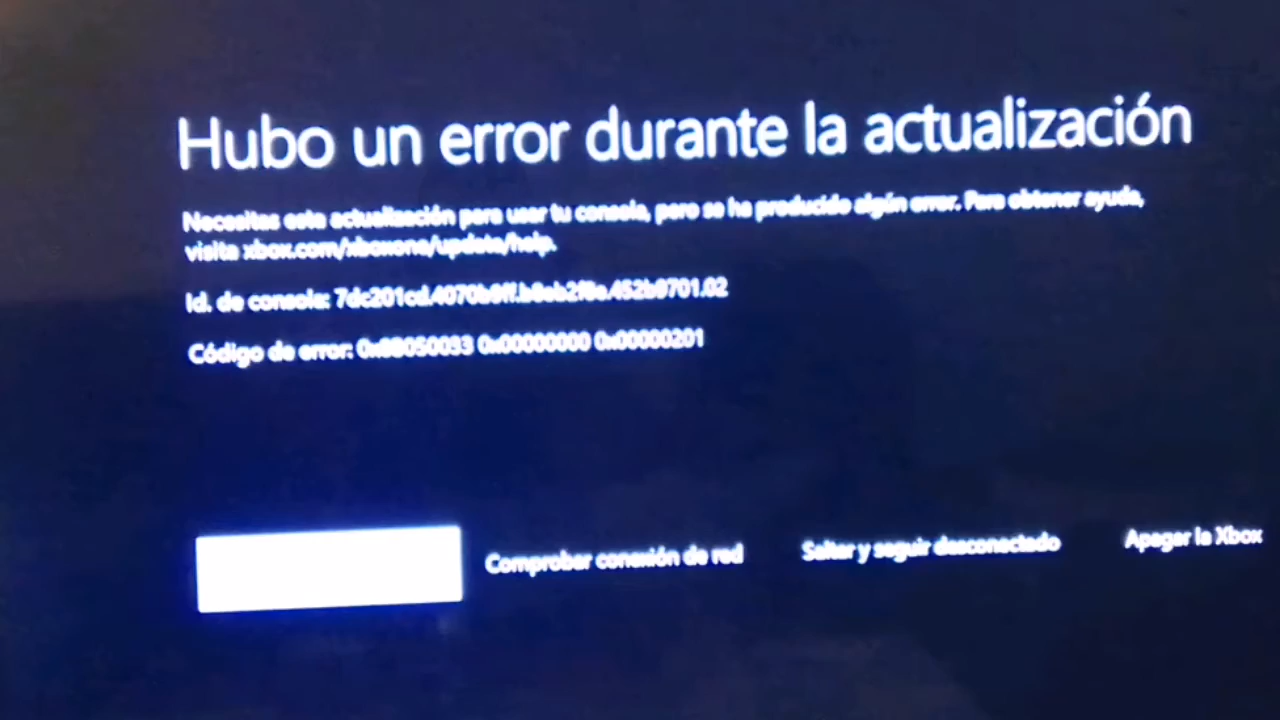 Hubo un error durante la actualización
Necesitas esta actualización para usar tu consola, pero se ha producido algún error. Para obtener ayuda,
visita xbox.com/xboxone/update/help.
Id. de consola:
Código de error: 0x00000000 0x00000201
Comprobar conexión de red
Saltar y seguir desconectado
Apagar la Xbox